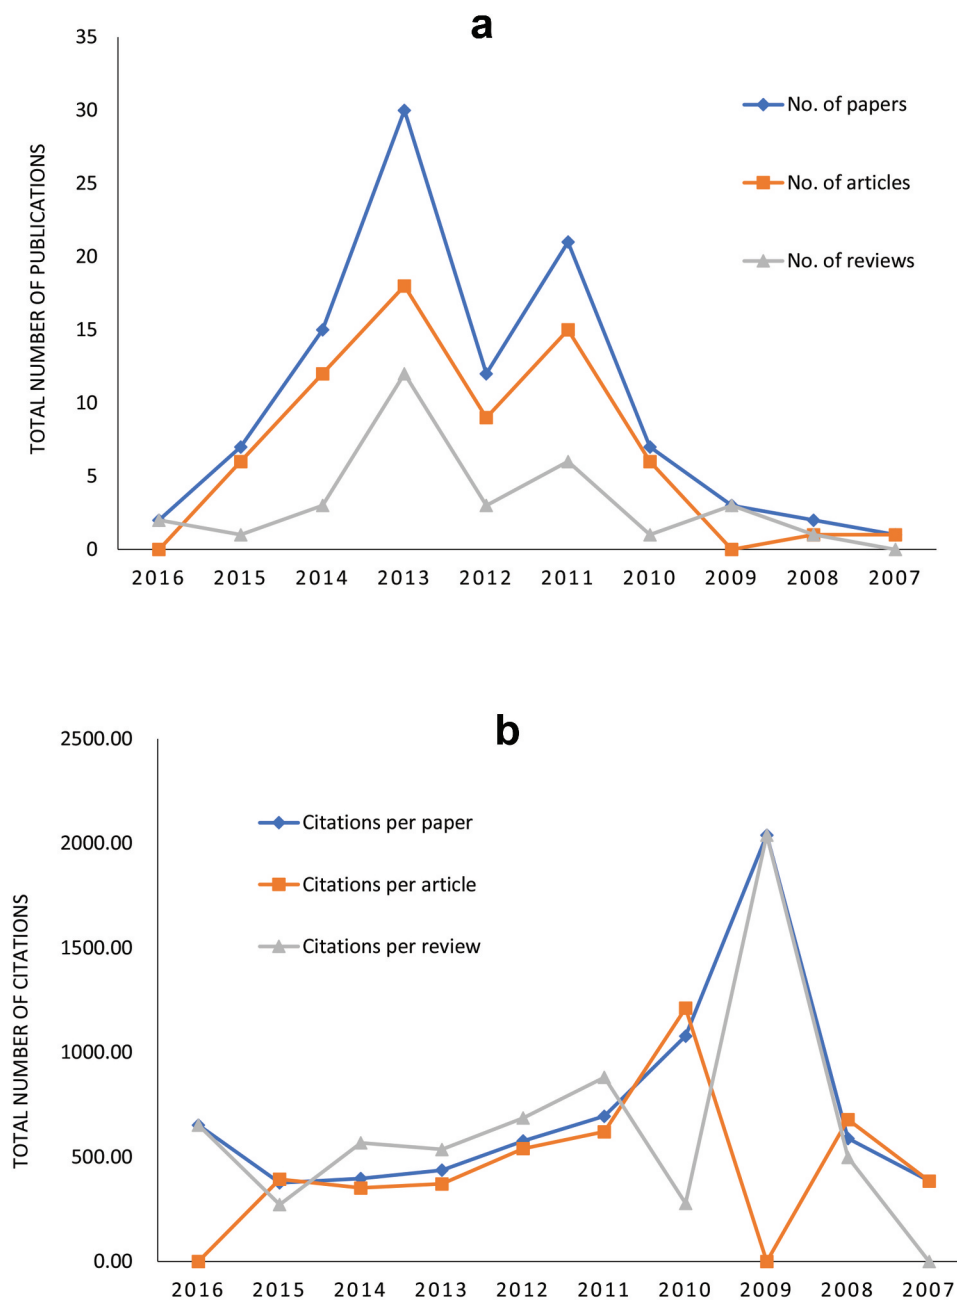 a
35
30
25
20
15
10
5
0
TOTAL NUMBER OF PUBLICATIONS
No. of papers
No. of articles
No. of reviews
2016 2015 2014 2013 2012 2011 2010 2009 2008 2007
b
2500.00
2000.00
1500.00
1000.00
500.00
0.00
TOTAL NUMBER OF CITATIONS
Citations per paper
Citations per article
Citations per review
2016 2015 2014 2013 2012 2011 2010 2009 2008 2007